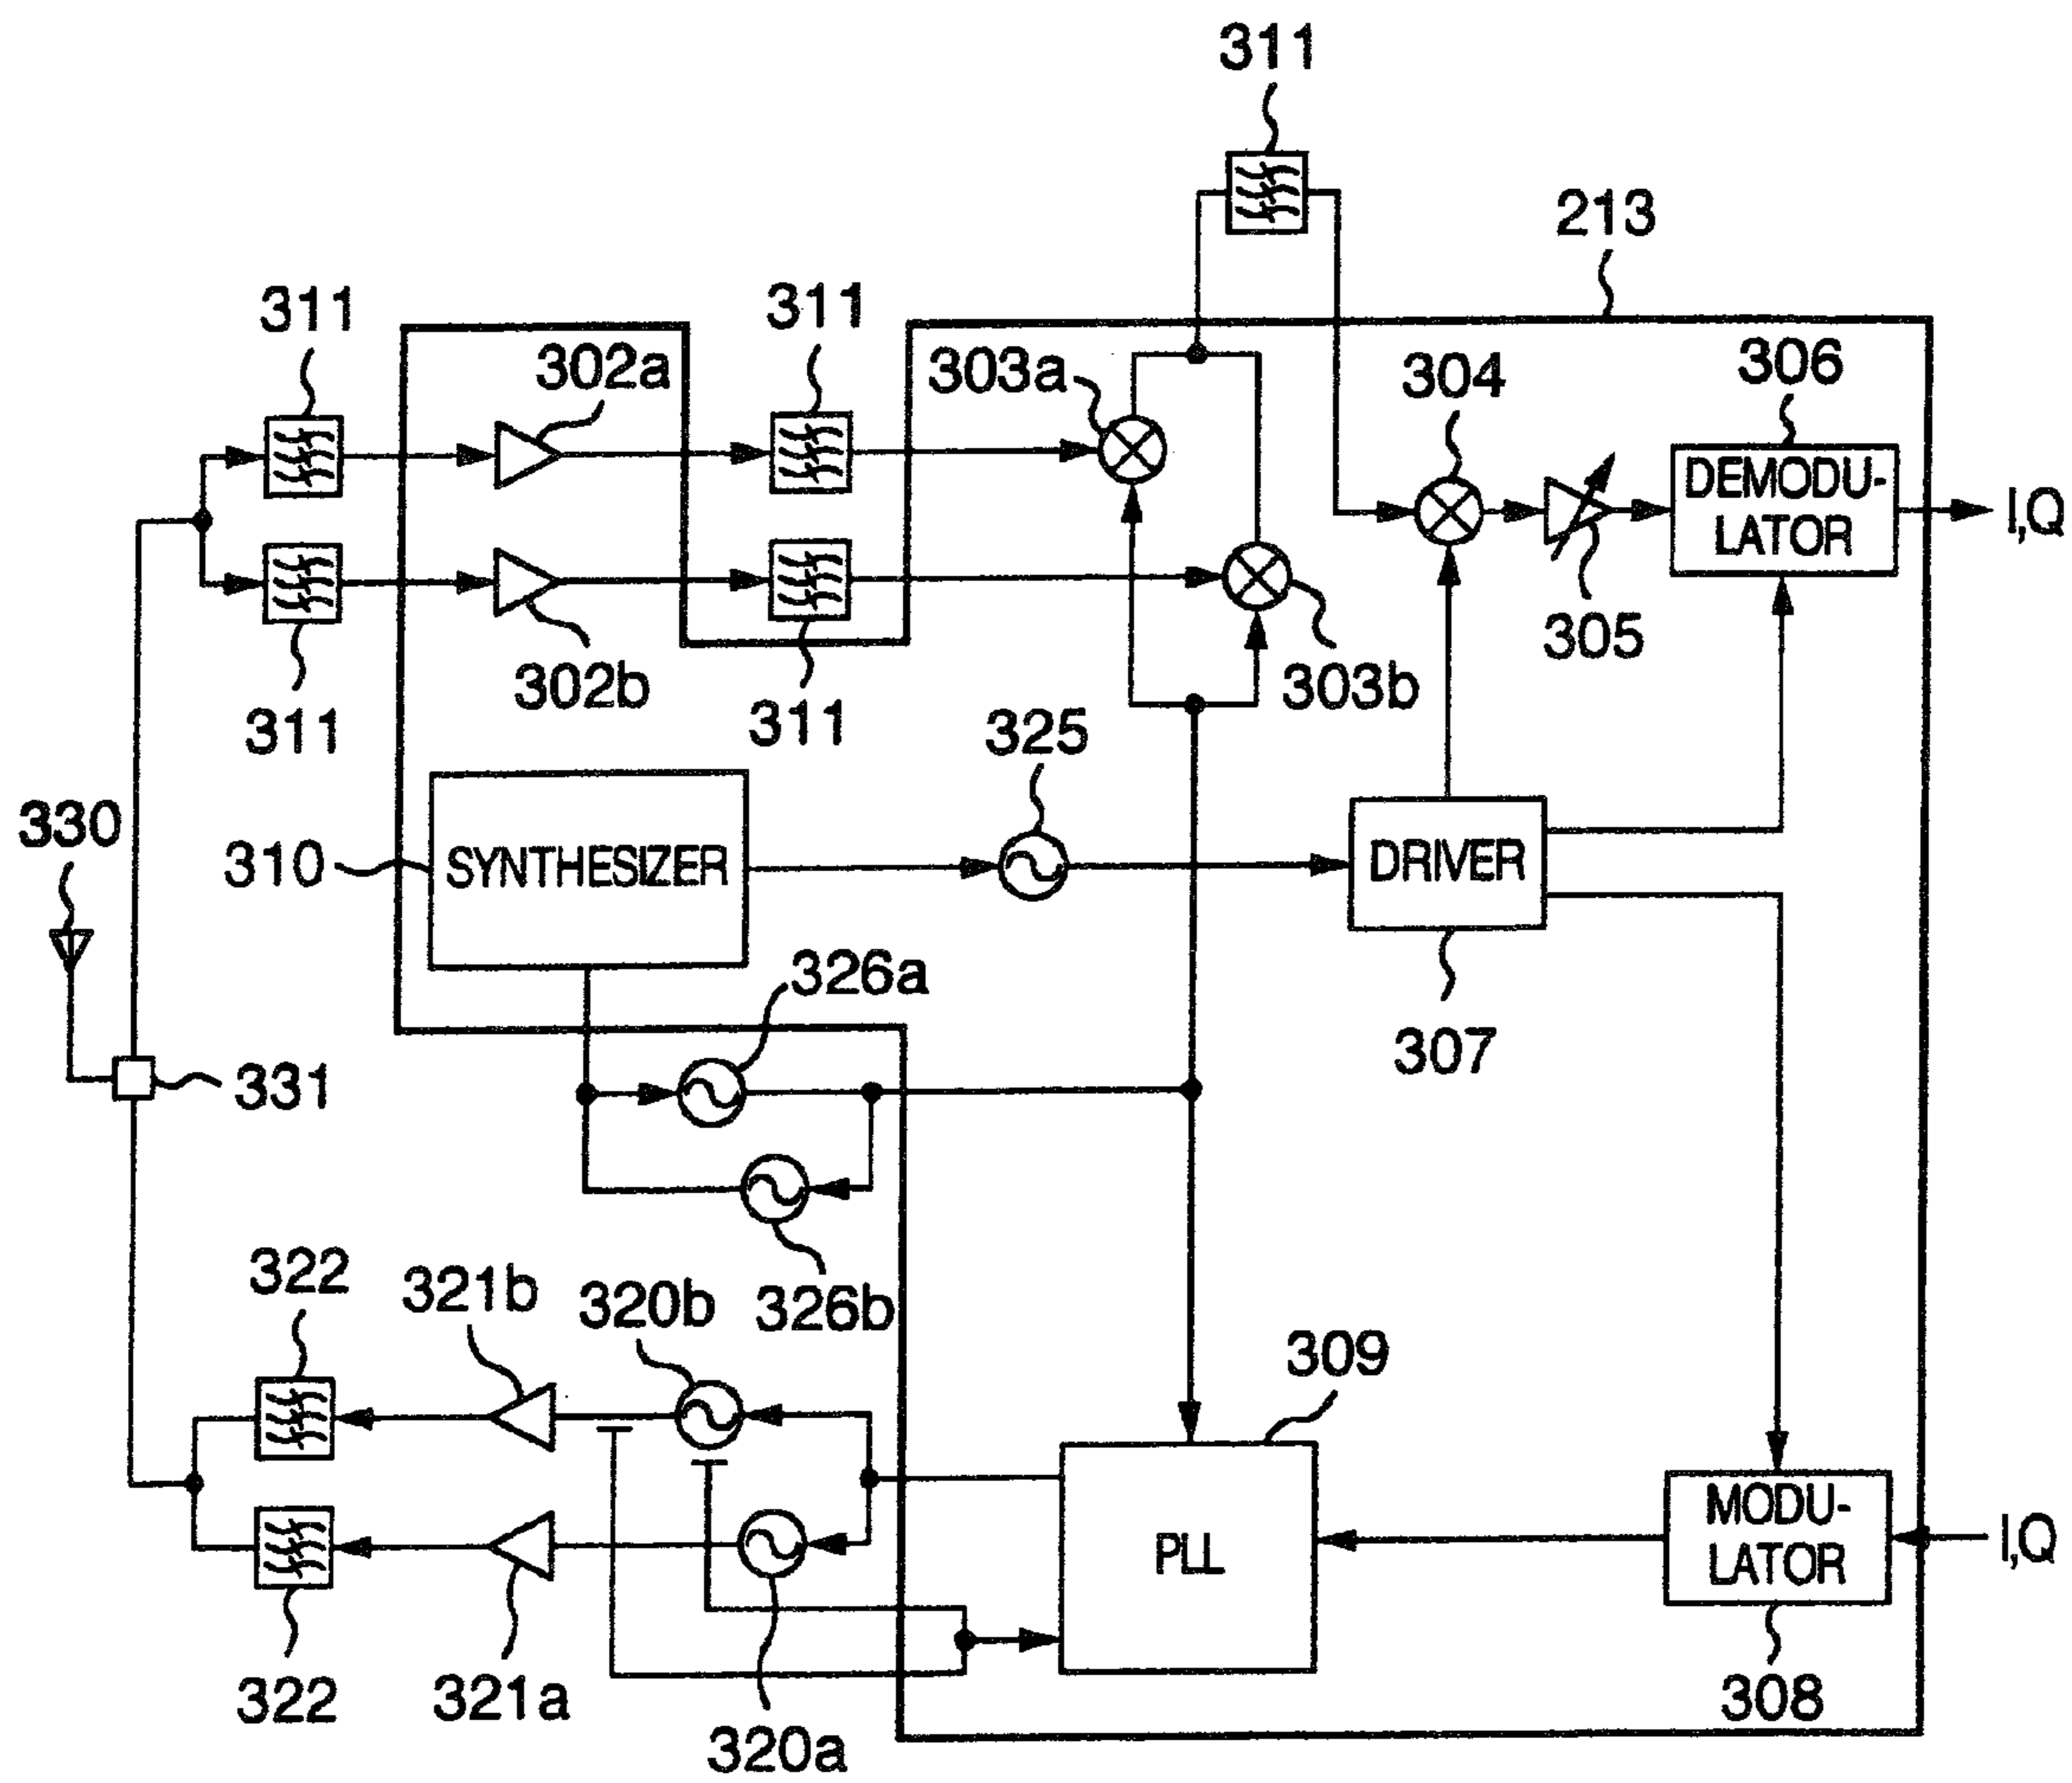 311
213
311
311
302a
303a
304
306
DEMODU-
LATOR
I,Q
305
302b
303b
311
311
325
330
310
SYNTHESIZER
DRIVER
326a
307
331
322
321b
320b
326b
309
PLL
MODU-
LATOR
I,Q
322
321a
320a
308